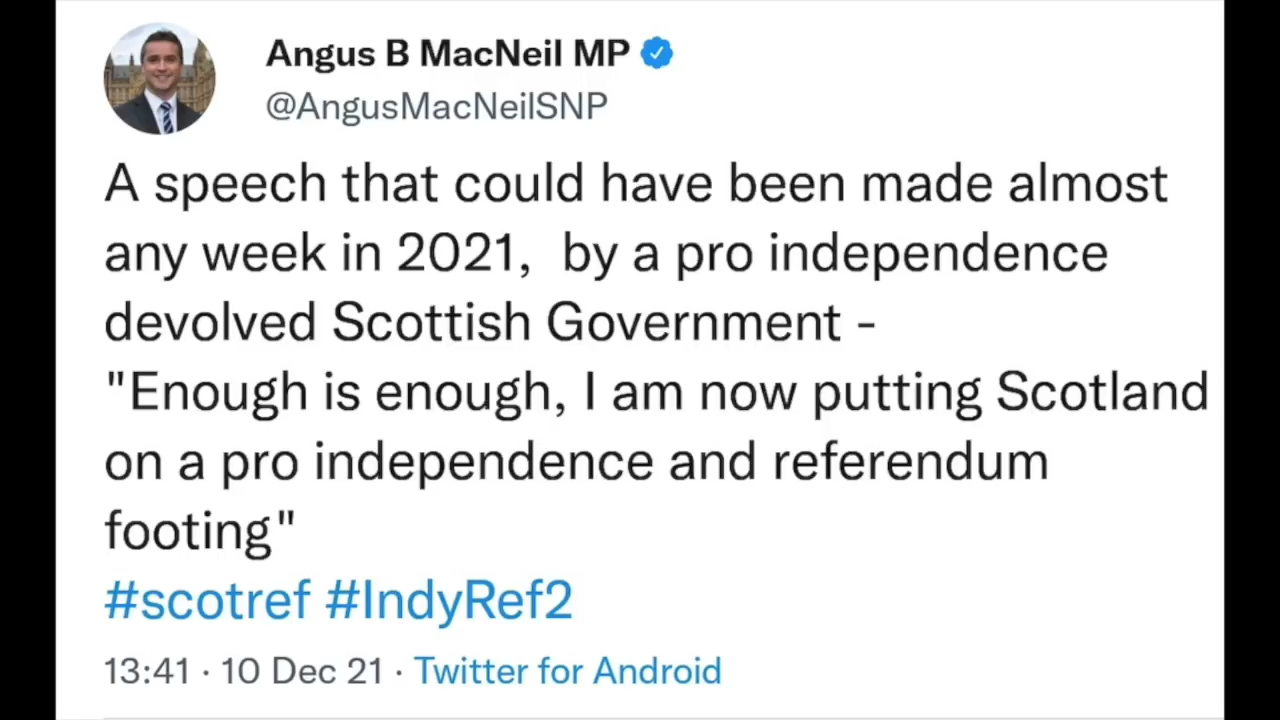 Angus B MacNeil MP
@AngusMacNeilSNP
A speech that could have been made almost
any week in 2021,  by a pro independence
devolved Scottish Government -
"Enough is enough, I am now putting Scotland
on a pro independence and referendum
footing"
#scotref #IndyRef2
13:41 · 10 Dec 21 · Twitter for Android